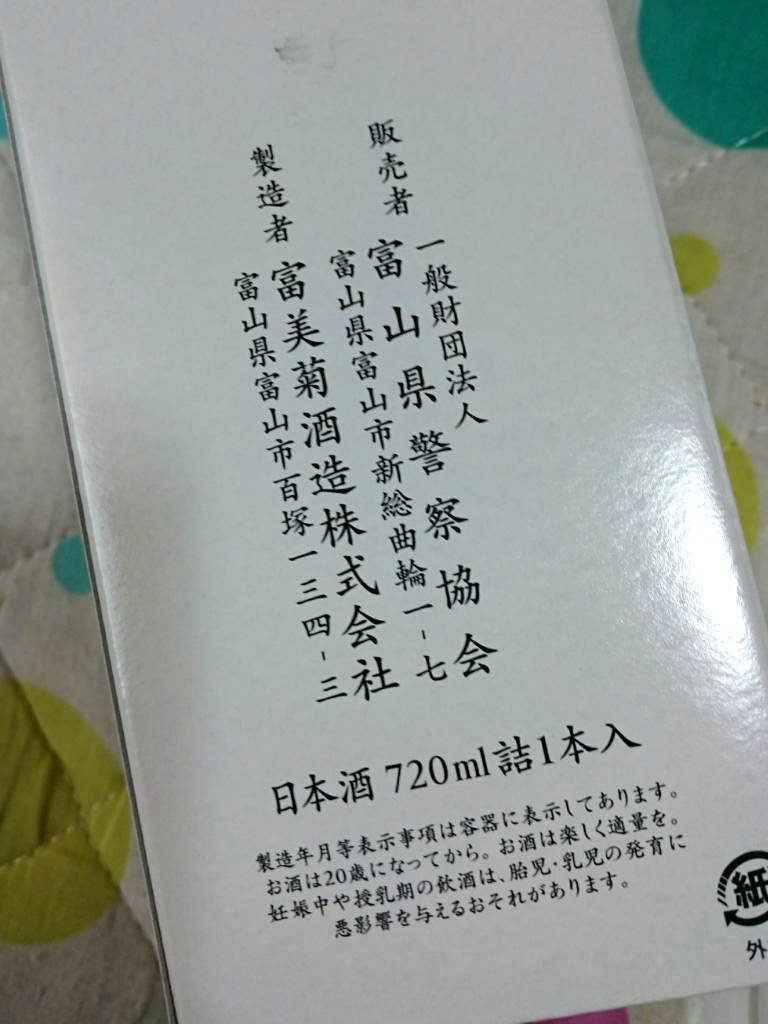 販売者
一般財団法人
富山県警察協会
富山県富山市新総曲輪一-七
製造者
富美菊酒造株式会社
富山県富山市百塚一三四-三
日本酒 720ml詰1本入
製造年月等表示事項は容器に表示してあります。
お酒は20歳になってから。お酒は楽しく適量を。
妊娠中や授乳期の飲酒は、胎児・乳児の発育に
悪影響を与えるおそれがあります。
紙
外